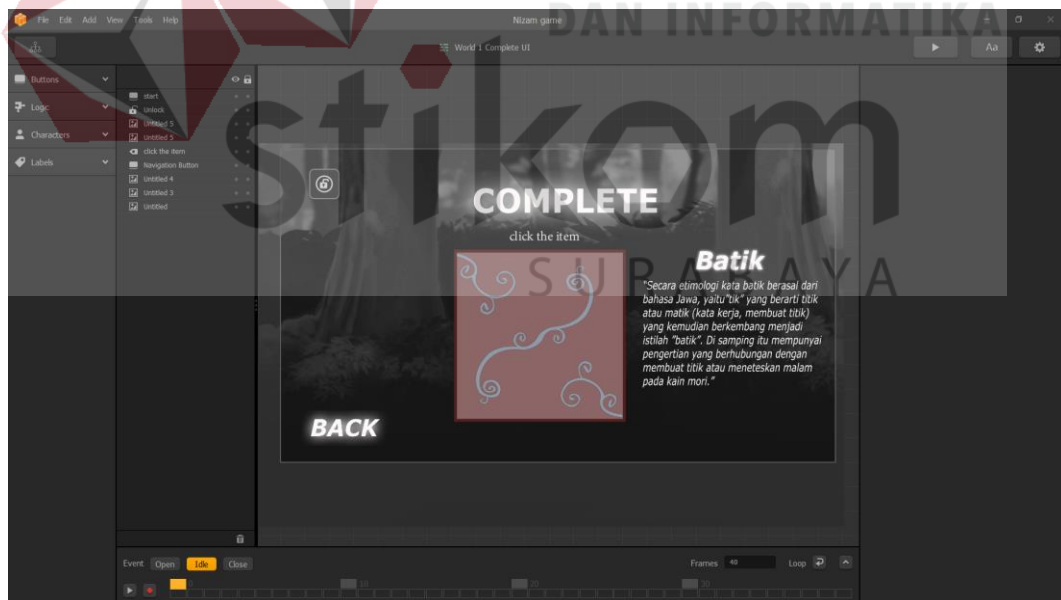 DAN INFORMATIKA
File Edit Add View Tools Help
Nizam game
World 1 Complete UI
Aa
Buttons
Logic
Characters
Labels
start
Unlock
Untitled 5
Untitled 5
click the item
Navigation Button
Untitled 4
Untitled 3
Untitled
stikom
SURABAYA
COMPLETE
click the item
Batik
"Secara etimologi kata batik berasal dari
bahasa Jawa, yaitu"tik" yang berarti titik
atau matik (kata kerja, membuat titik)
yang kemudian berkembang menjadi
istilah "batik". Di samping itu mempunyai
pengertian yang berhubungan dengan
membuat titik atau meneteskan malam
pada kain mori."
BACK
Event Open Idle Close
Frames 40 Loop
0 10 20 30